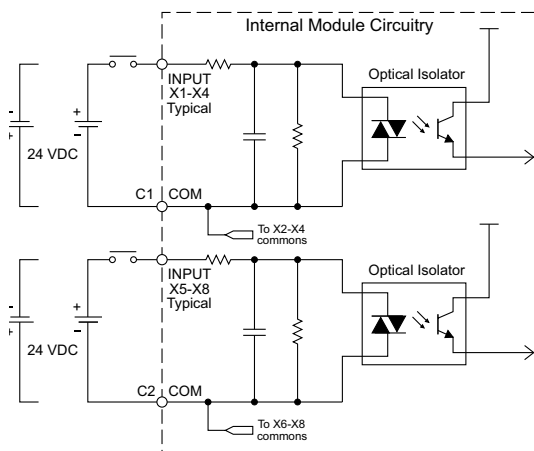 Internal Module Circuitry
INPUT
X1-X4
Typical
Optical Isolator
-
+
+
-
24 VDC
C1 COM
To X2-X4
commons
INPUT
X5-X8
Typical
Optical Isolator
-
+
+
-
24 VDC
C2 COM
To X6-X8
commons